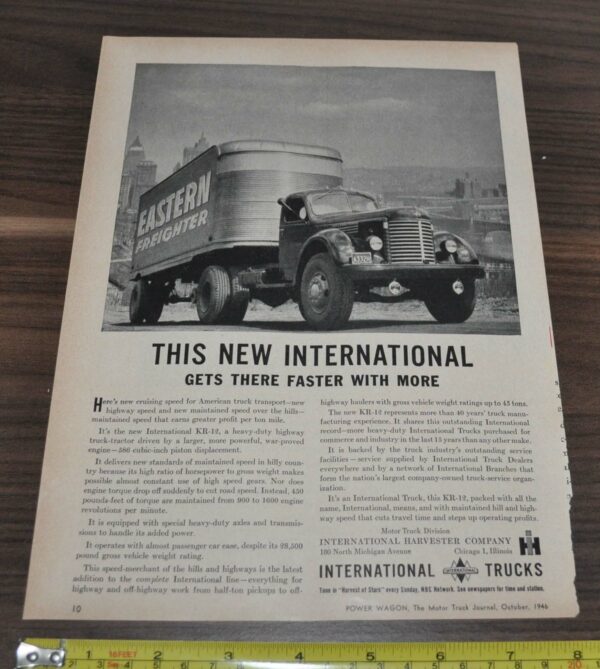 EASTERN
FREIGHTER
THIS NEW INTERNATIONAL
GETS THERE FASTER WITH MORE
Here's new cruising speed for American truck transport—new
highway speed and new maintained speed over the hills—
maintained speed that earns greater profit per ton mile.
It's the new International KR-12, a heavy-duty highway
truck-tractor driven by a larger, more powerful, war-proved
engine—586 cubic-inch piston displacement.
It delivers new standards of maintained speed in hilly coun-
try because its high ratio of horsepower to gross weight makes
possible almost constant use of high speed gears. Nor does
engine torque drop off suddenly to cut road speed. Instead, 450
pounds-feet of torque are maintained from 900 to 1600 engine
revolutions per minute.
It is equipped with special heavy-duty axles and transmis-
sions to handle its added power.
It operates with almost passenger car ease, despite its 28,500
pound gross vehicle weight rating.
This speed-merchant of the hills and highways is the latest
addition to the complete International line—everything for
highway and off-highway work from half-ton pickups to off-
highway haulers with gross vehicle weight ratings up to 45 tons.
The new KR-12 represents more than 40 years' truck manu-
facturing experience. It shares this outstanding International
record—more heavy-duty International Trucks purchased for
commerce and industry in the last 15 years than any other make.
It is backed by the truck industry's outstanding service
facilities—service supplied by International Truck Dealers
everywhere and by a network of International Branches that
form the nation's largest company-owned truck-service organ-
ization.
It's an International Truck, this KR-12, packed with all the
name, International, means, and with maintained hill and high-
way speed that cuts travel time and steps up operating profits.
Motor Truck Division
INTERNATIONAL HARVESTER COMPANY
180 North Michigan Avenue Chicago 1, Illinois
INTERNATIONAL INTERNATIONAL TRUCKS
Tune in "Harvest of Stars" every Sunday, NBC Network. See newspapers for time and station.
10
POWER WAGON, The Motor Truck Journal, October, 1946
16FEET
1 2 3 4 5 6 7 8